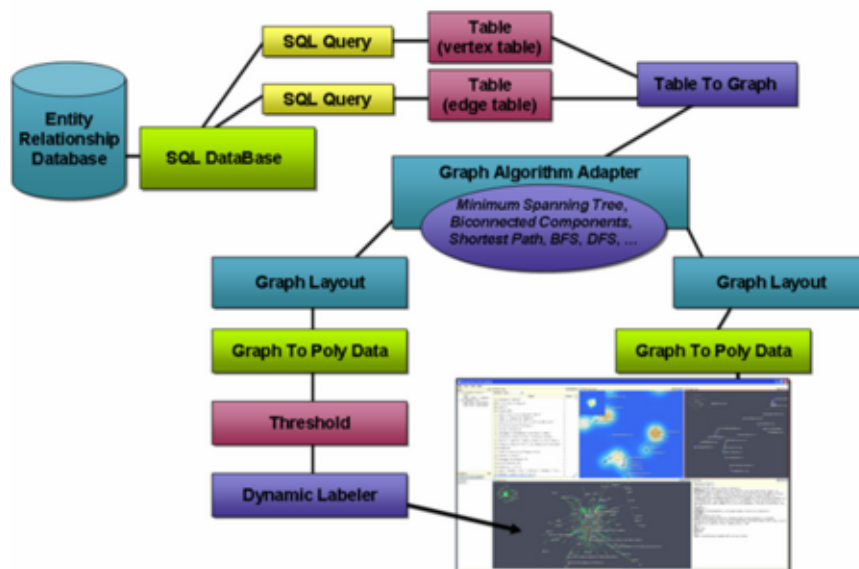 SQL Query
Table
(vertex table)
SQL Query
Table
(edge table)
Table To Graph
Entity
Relationship
Database
SQL DataBase
Graph Algorithm Adapter
Minimum Spanning Tree,
Biconnected Components,
Shortest Path, BFS, DFS, ...
Graph Layout
Graph Layout
Graph To Poly Data
Graph To Poly Data
Threshold
Dynamic Labeler